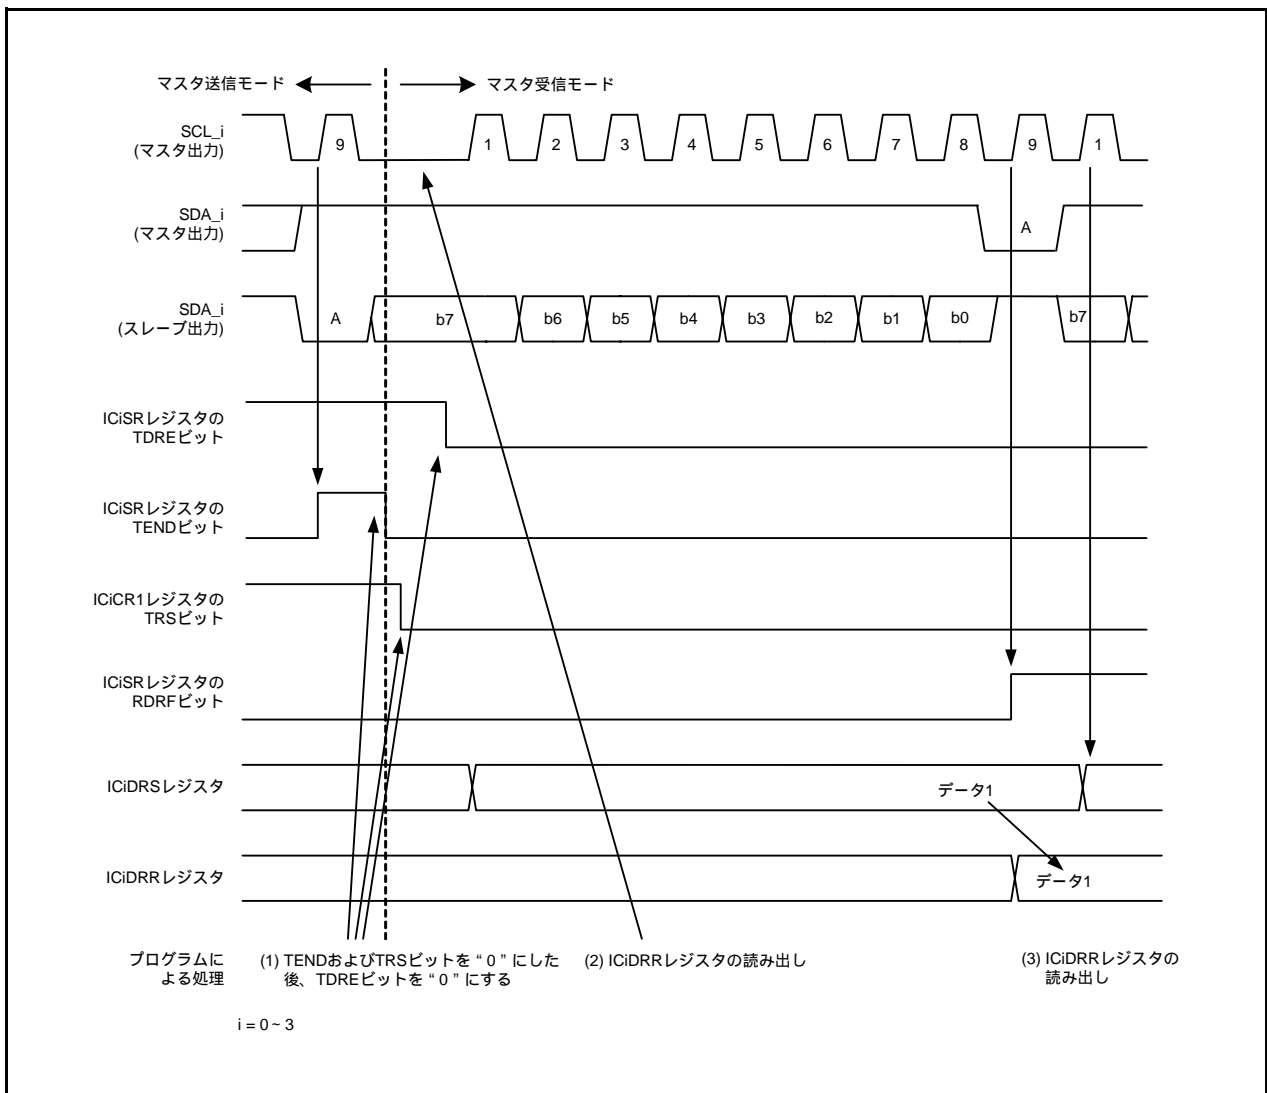 マスタ送信モード
マスタ受信モード
SCL_i
(マスタ出力)
9
1
2
3
4
5
6
7
8
9
1
SDA_i
(マスタ出力)
A
SDA_i
(スレーブ出力)
A
b7
b6
b5
b4
b3
b2
b1
b0
b7
ICiSRレジスタの
TDREビット
ICiSRレジスタの
TENDビット
ICiCR1レジスタの
TRSビット
ICiSRレジスタの
RDRFビット
ICiDRSレジスタ
データ1
ICiDRRレジスタ
データ1
プログラムに
よる処理
(1) TENDおよびTRSビットを“0”にした
後、TDREビットを“0”にする
(2) ICiDRRレジスタの読み出し
(3) ICiDRRレジスタの
読み出し
i = 0 ~ 3